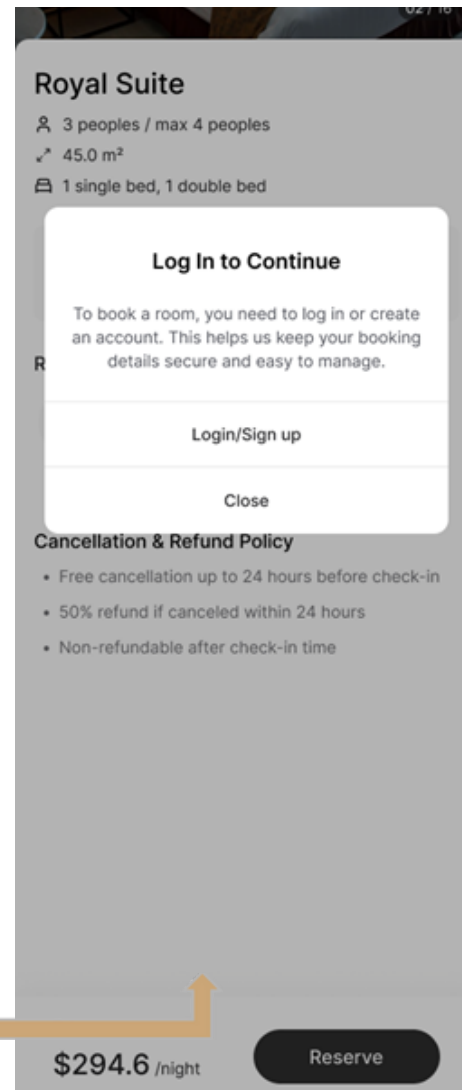 02 / 16
Royal Suite
3 peoples / max 4 peoples
45.0 m²
1 single bed, 1 double bed
Log In to Continue
To book a room, you need to log in or create
an account. This helps us keep your booking
details secure and easy to manage.
R
Login/Sign up
Close
Cancellation & Refund Policy
• Free cancellation up to 24 hours before check-in
• 50% refund if canceled within 24 hours
• Non-refundable after check-in time
$294.6 /night
Reserve